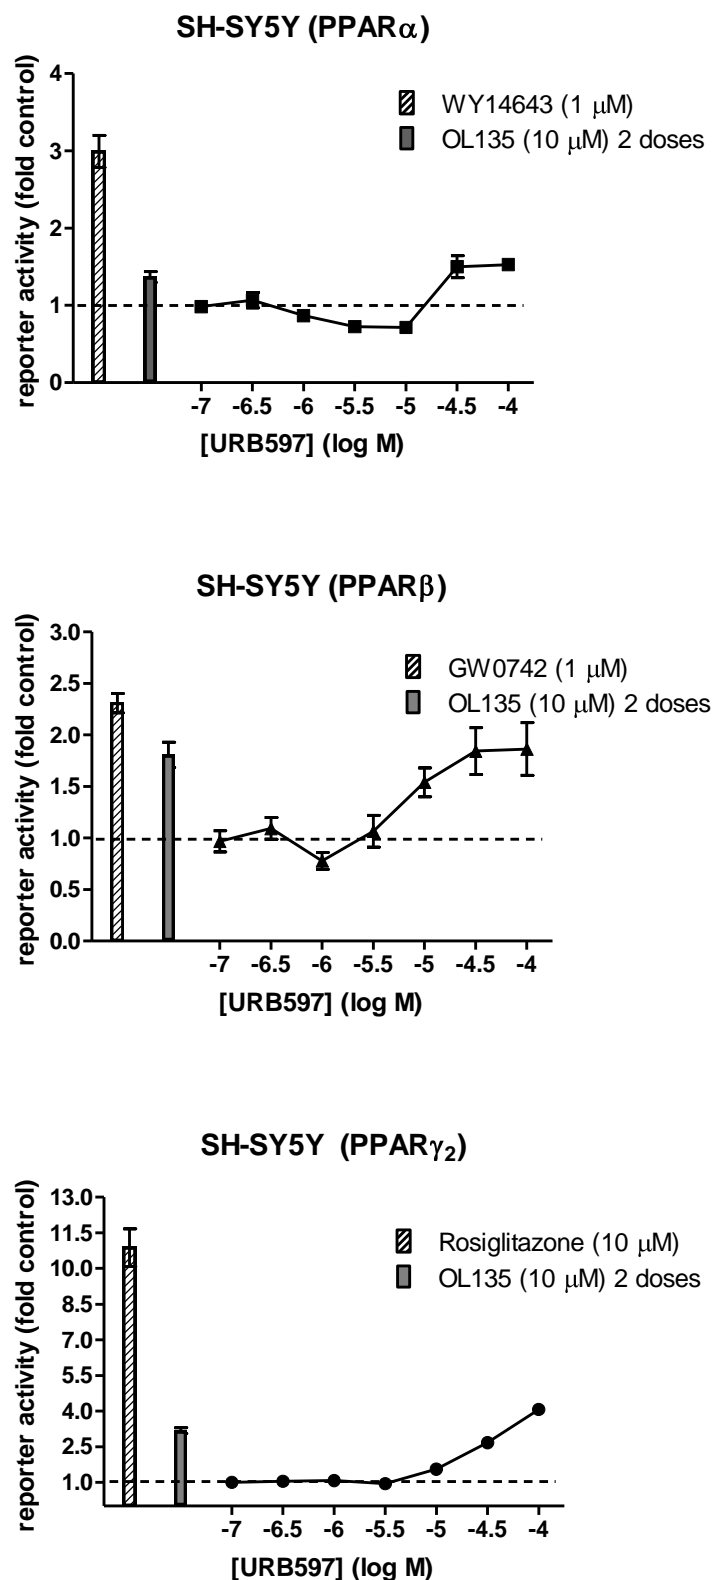 SH-SY5Y (PPARα)
reporter activity (fold control)
4
3
2
1
0
WY14643 (1 μM)
OL135 (10 μM) 2 doses
-7 -6.5 -6 -5.5 -5 -4.5 -4
[URB597] (log M)
SH-SY5Y (PPARβ)
reporter activity (fold control)
3.0
2.5
2.0
1.5
1.0
0.5
0.0
GW0742 (1 μM)
OL135 (10 μM) 2 doses
-7 -6.5 -6 -5.5 -5 -4.5 -4
[URB597] (log M)
SH-SY5Y (PPARγ₂)
reporter activity (fold control)
13.0
11.5
10.0
8.5
7.0
5.5
4.0
2.5
1.0
Rosiglitazone (10 μM)
OL135 (10 μM) 2 doses
-7 -6.5 -6 -5.5 -5 -4.5 -4
[URB597] (log M)